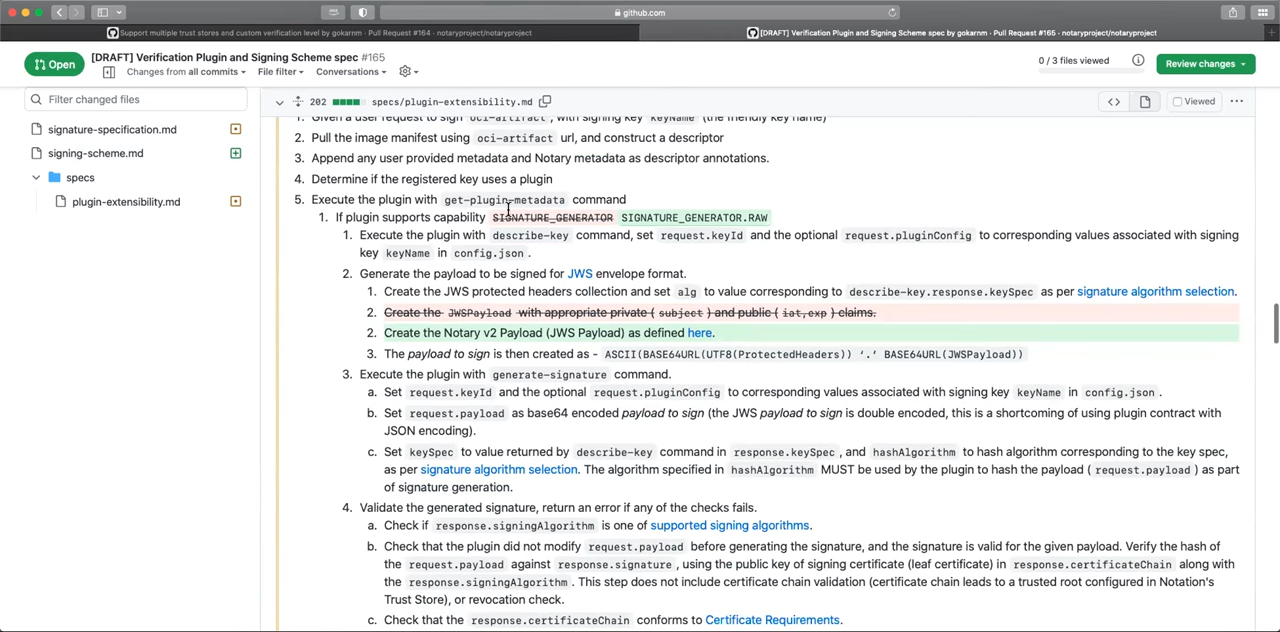 github.com
Support multiple trust stores and custom verification level by gokarnm · Pull Request #164 · notaryproject/notaryproject
[DRAFT] Verification Plugin and Signing Scheme spec by gokarnm · Pull Request #165 · notaryproject/notaryproject
Open
[DRAFT] Verification Plugin and Signing Scheme spec #165
Changes from all commits
File filter
Conversations
0 / 3 files viewed
Review changes
Filter changed files
202
specs/plugin-extensibility.md
Viewed
signature-specification.md
signing-scheme.md
specs
plugin-extensibility.md
1. Given a user request to sign oci-artifact, with signing key keyName (the friendly key name)
2. Pull the image manifest using oci-artifact url, and construct a descriptor
3. Append any user provided metadata and Notary metadata as descriptor annotations.
4. Determine if the registered key uses a plugin
5. Execute the plugin with get-plugin-metadata command
1. If plugin supports capability SIGNATURE_GENERATOR SIGNATURE_GENERATOR.RAW
1. Execute the plugin with describe-key command, set request.keyId and the optional request.pluginConfig to corresponding values associated with signing
key keyName in config.json.
2. Generate the payload to be signed for JWS envelope format.
1. Create the JWS protected headers collection and set alg to value corresponding to describe-key.response.keySpec as per signature algorithm selection.
2. Create the JWSPayload with appropriate private (subject) and public (iat,exp) claims.
2. Create the Notary v2 Payload (JWS Payload) as defined here.
3. The payload to sign is then created as - ASCII(BASE64URL(UTF8(ProtectedHeaders)) ‘.’ BASE64URL(JWSPayload))
3. Execute the plugin with generate-signature command.
a. Set request.keyId and the optional request.pluginConfig to corresponding values associated with signing key keyName in config.json.
b. Set request.payload as base64 encoded payload to sign (the JWS payload to sign is double encoded, this is a shortcoming of using plugin contract with
JSON encoding).
c. Set keySpec to value returned by describe-key command in response.keySpec, and hashAlgorithm to hash algorithm corresponding to the key spec,
as per signature algorithm selection. The algorithm specified in hashAlgorithm MUST be used by the plugin to hash the payload (request.payload) as part
of signature generation.
4. Validate the generated signature, return an error if any of the checks fails.
a. Check if response.signingAlgorithm is one of supported signing algorithms.
b. Check that the plugin did not modify request.payload before generating the signature, and the signature is valid for the given payload. Verify the hash of
the request.payload against response.signature, using the public key of signing certificate (leaf certificate) in response.certificateChain along with
the response.signingAlgorithm. This step does not include certificate chain validation (certificate chain leads to a trusted root configured in Notation's
Trust Store), or revocation check.
c. Check that the response.certificateChain conforms to Certificate Requirements.